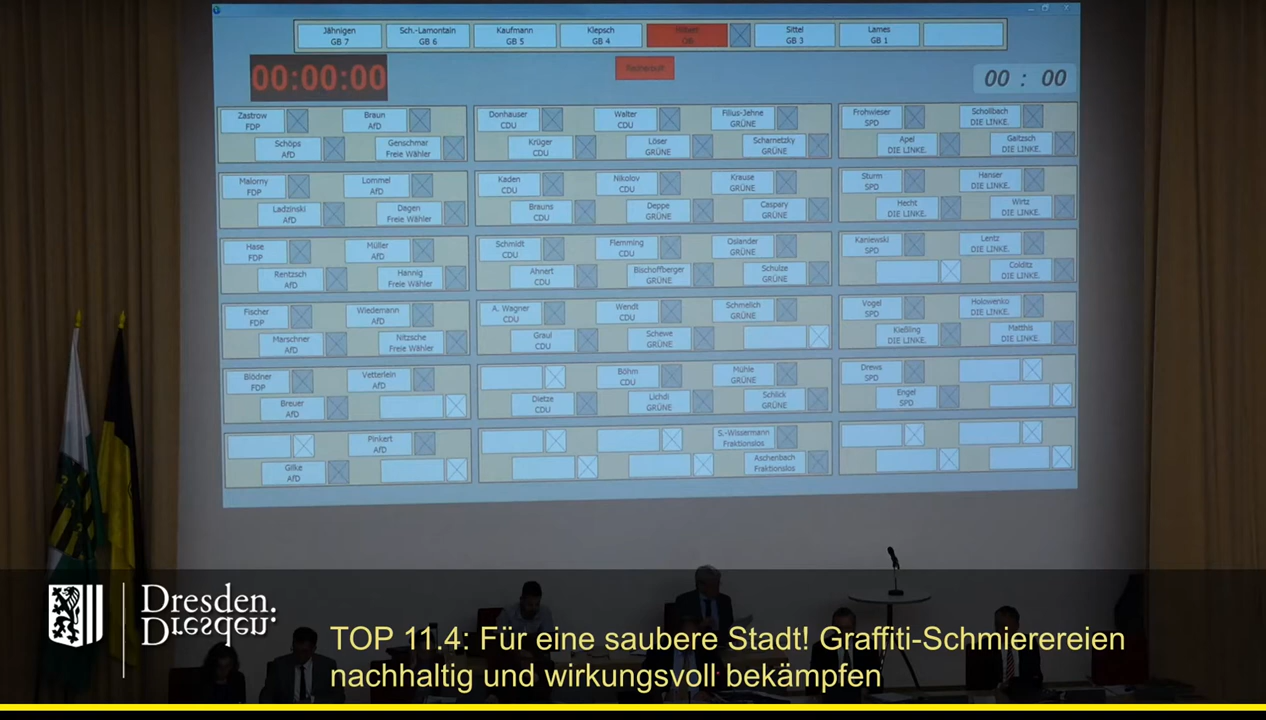 Jähnigen Sch.-Lamontain Kaufmann Klepsch Hilbert Sittel Lames
GB 7 GB 6 GB 5 GB 4 GB GB 3 GB 1
00:00:00
00 : 00
Zastrow Braun Donhauser Walter Filius-Jehne Frohwieser Schollbach
FDP AfD CDU CDU GRÜNE SPD DIE LINKE.
Schöps Genschmar Krüger Löser Scharnetzky Apel Gaitzsch
AfD Freie Wähler CDU GRÜNE GRÜNE DIE LINKE. DIE LINKE.
Malorny Lommel Kaden Nikolov Krause Sturm Hanser
FDP AfD CDU CDU GRÜNE SPD DIE LINKE.
Ladzinski Dagen Brauns Deppe Caspary Hecht Wirtz
AfD Freie Wähler CDU GRÜNE GRÜNE DIE LINKE. DIE LINKE.
Hase Müller Schmidt Flemming Oslander Kaniewski Lentz
FDP AfD CDU CDU GRÜNE SPD DIE LINKE.
Rentzsch Hannig Ahnert Bischoffberger Schulze Colditz
AfD Freie Wähler CDU GRÜNE GRÜNE DIE LINKE.
Fischer Wiedemann A. Wagner Wendt Schmelich Vogel Holowenko
FDP AfD CDU CDU GRÜNE SPD DIE LINKE.
Marschner Nitzsche Graul Schewe Kießling Matthis
AfD Freie Wähler CDU GRÜNE DIE LINKE. DIE LINKE.
Blödner Vetterlein Böhm Mühle Drews
FDP AfD CDU GRÜNE SPD
Breuer Dietze Lichdi Schlick Engel
AfD CDU GRÜNE GRÜNE SPD
Pinkert S.-Wissermann
AfD Fraktionslos
Gilke Aschenbach
AfD Fraktionslos
Dresden.
Dresden.
TOP 11.4: Für eine saubere Stadt! Graffiti-Schmierereien
nachhaltig und wirkungsvoll bekämpfen